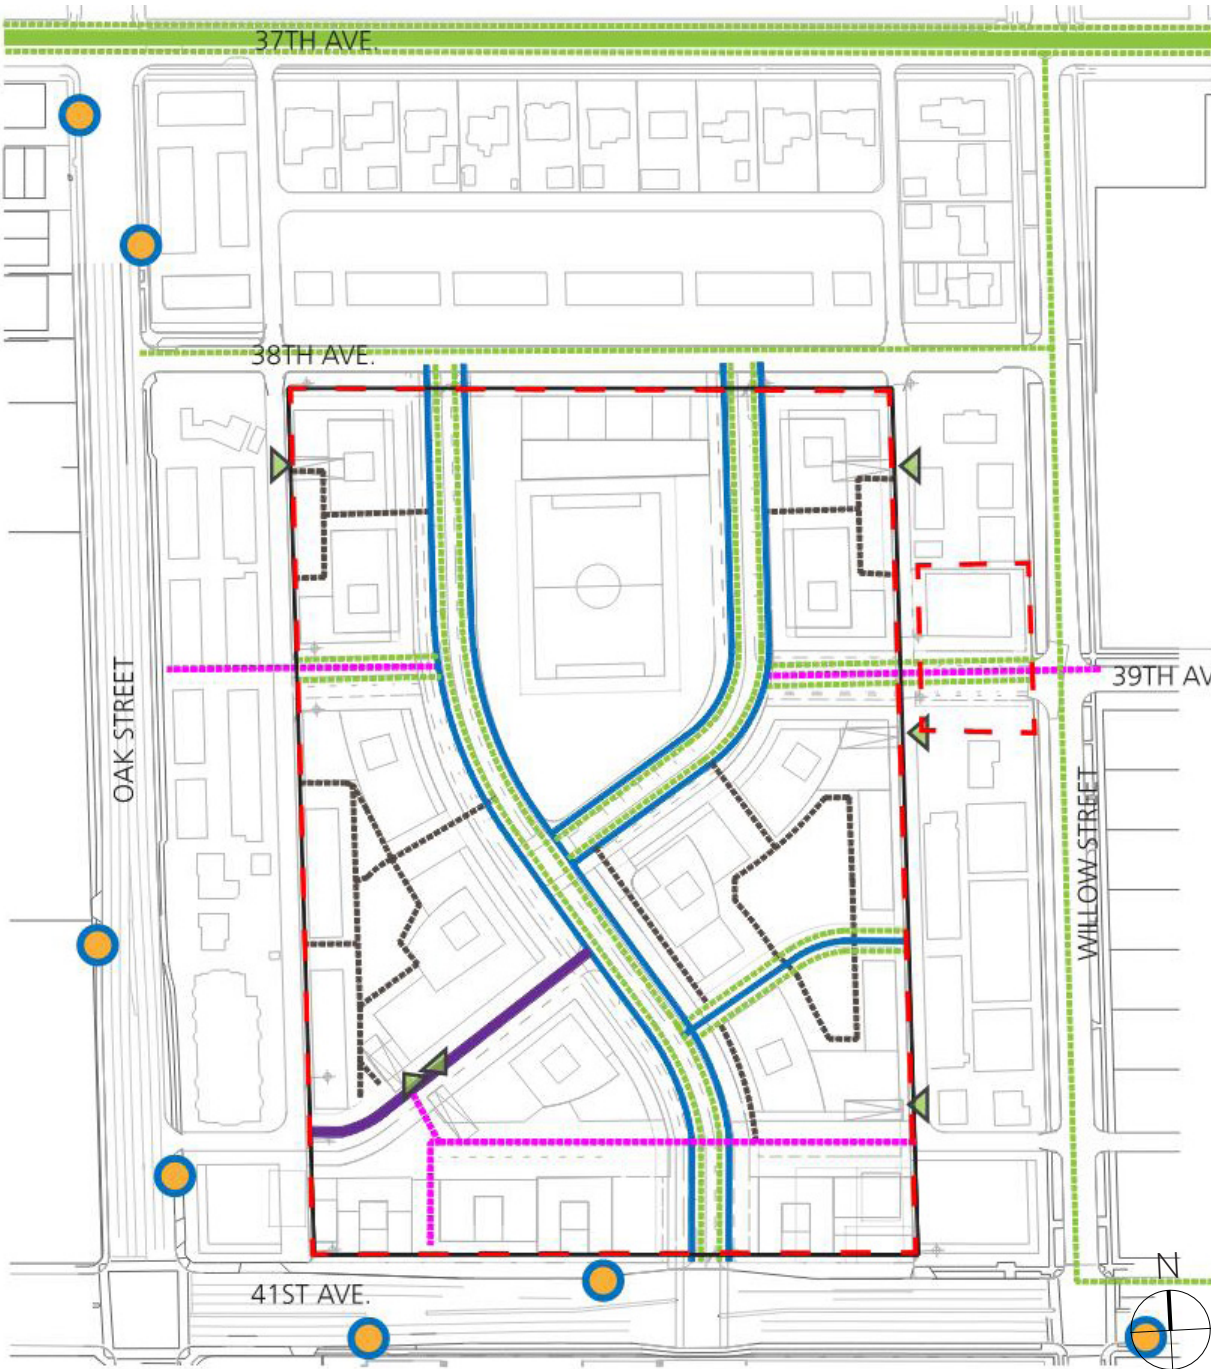 37TH AVE.
38TH AVE.
OAK STREET
39TH AV
WILLOW STREET
41ST AVE.
N